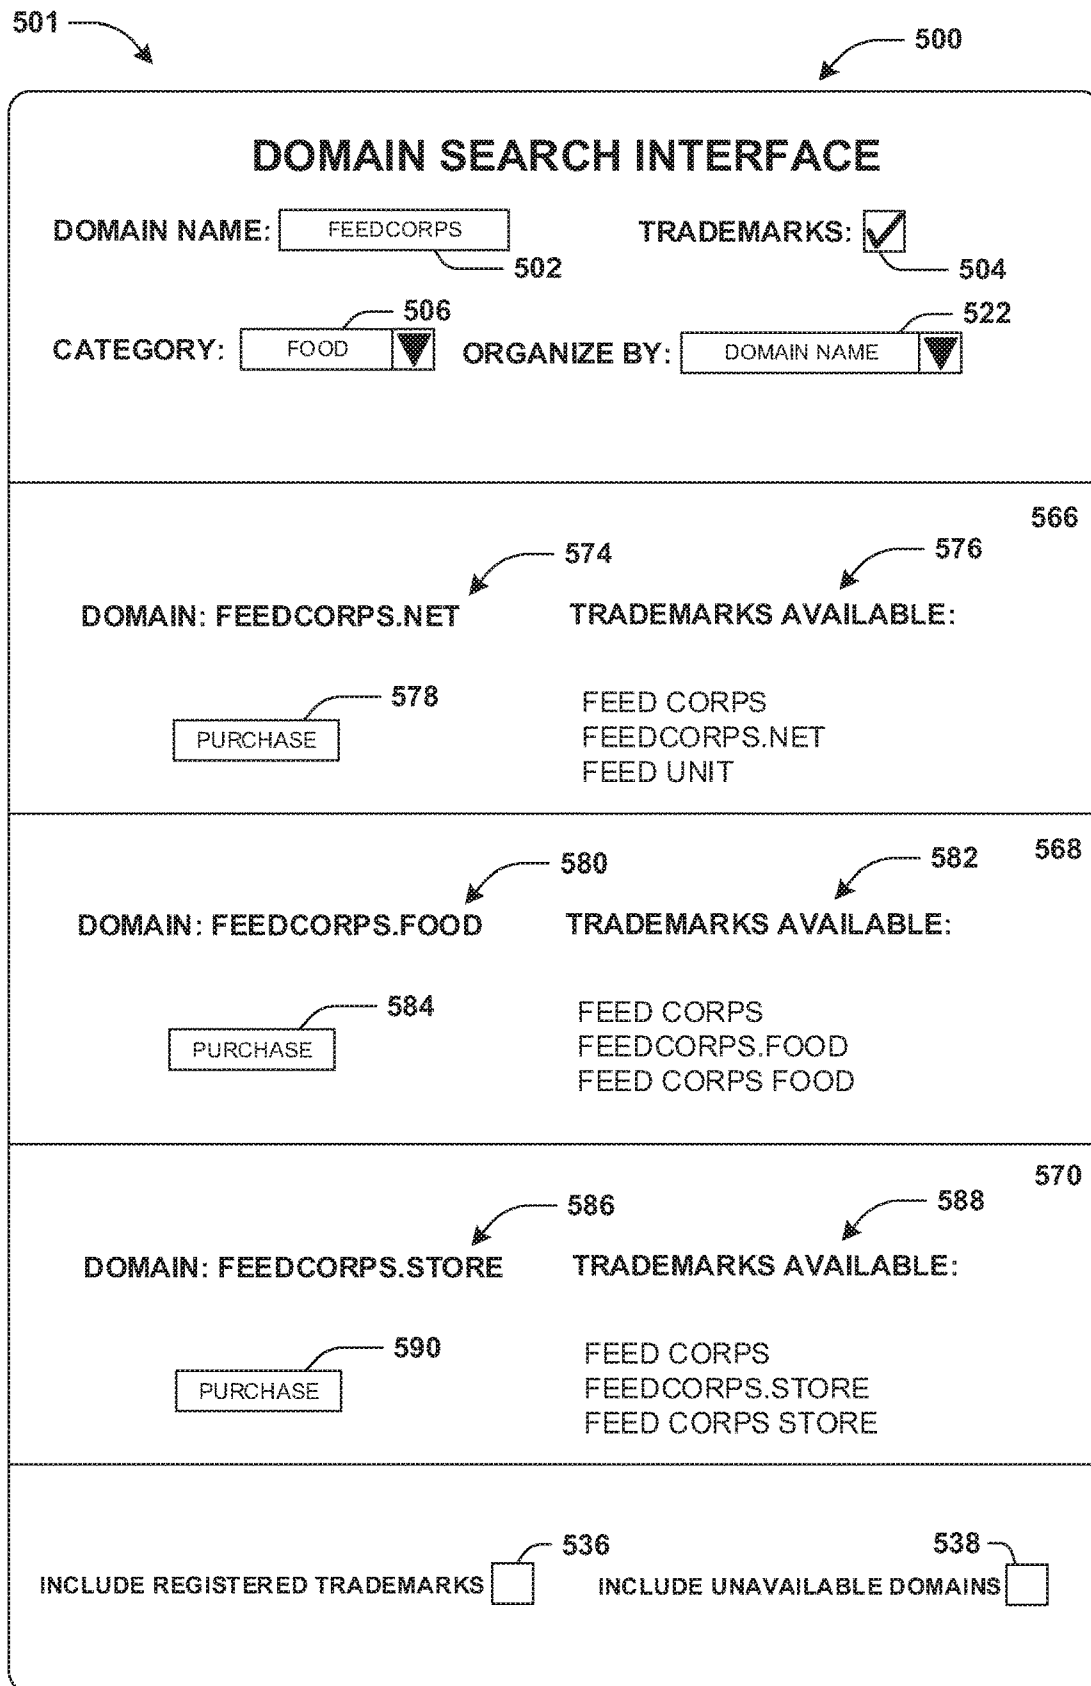 501
500
DOMAIN SEARCH INTERFACE
DOMAIN NAME: FEEDCORPS TRADEMARKS:
502 504
506 522
CATEGORY: FOOD ORGANIZE BY: DOMAIN NAME
566
574 576
DOMAIN: FEEDCORPS.NET TRADEMARKS AVAILABLE:
578
PURCHASE
FEED CORPS
FEEDCORPS.NET
FEED UNIT
568
580 582
DOMAIN: FEEDCORPS.FOOD TRADEMARKS AVAILABLE:
584
PURCHASE
FEED CORPS
FEEDCORPS.FOOD
FEED CORPS FOOD
570
586 588
DOMAIN: FEEDCORPS.STORE TRADEMARKS AVAILABLE:
590
PURCHASE
FEED CORPS
FEEDCORPS.STORE
FEED CORPS STORE
536 538
INCLUDE REGISTERED TRADEMARKS INCLUDE UNAVAILABLE DOMAINS